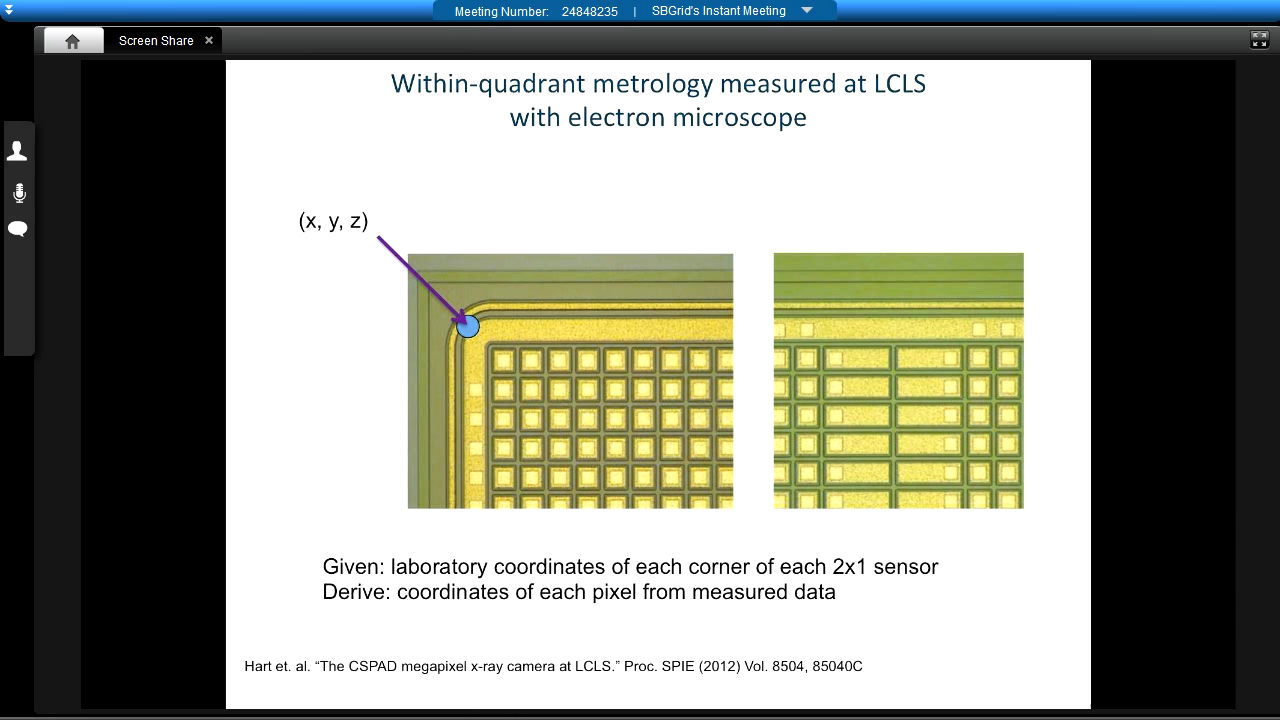 Meeting Number: 24848235 | SBGrid's Instant Meeting
Screen Share
Within-quadrant metrology measured at LCLS
with electron microscope
(x, y, z)
Given: laboratory coordinates of each corner of each 2x1 sensor
Derive: coordinates of each pixel from measured data
Hart et. al. “The CSPAD megapixel x-ray camera at LCLS.” Proc. SPIE (2012) Vol. 8504, 85040C